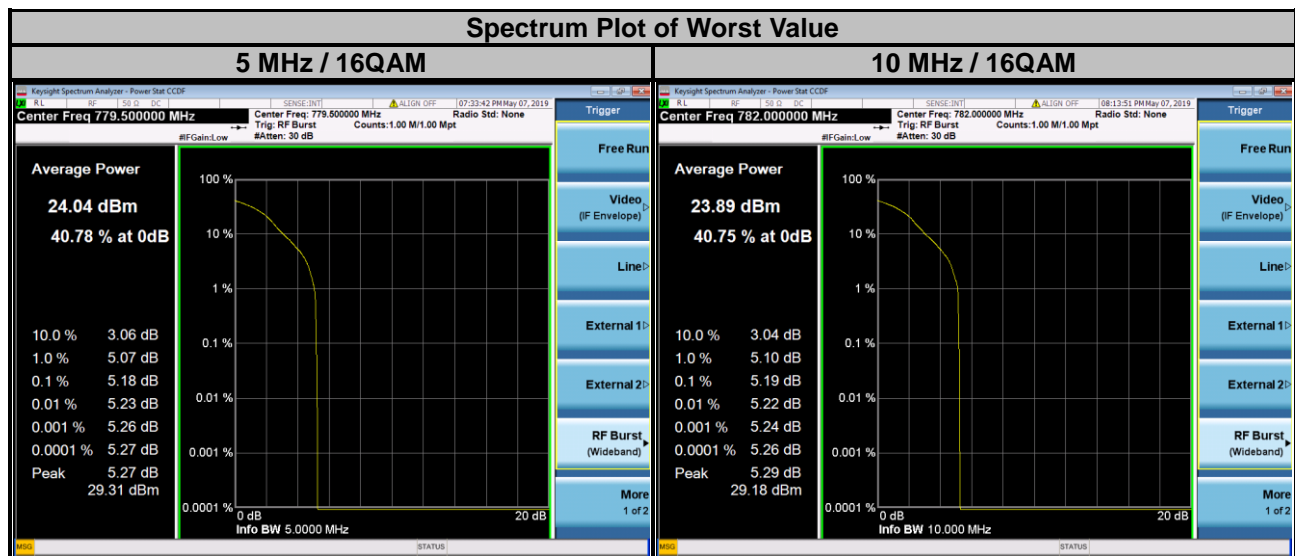 Spectrum Plot of Worst Value
5 MHz / 16QAM
10 MHz / 16QAM
Keysight Spectrum Analyzer - Power Stat CCDF
RL RF 50 Ω DC SENSE:INT ALIGN OFF 07:33:42 PM May 07, 2019
Center Freq 779.500000 MHz
Center Freq: 779.500000 MHz Radio Std: None
Trig: RF Burst Counts:1.00 M/1.00 Mpt
#IFGain:Low #Atten: 30 dB
Average Power
24.04 dBm
40.78 % at 0dB
10.0 % 3.06 dB
1.0 % 5.07 dB
0.1 % 5.18 dB
0.01 % 5.23 dB
0.001 % 5.26 dB
0.0001 % 5.27 dB
Peak 5.27 dB
29.31 dBm
100 %
10 %
1 %
0.1 %
0.01 %
0.001 %
0.0001 %
0 dB 20 dB
Info BW 5.0000 MHz
Trigger
Free Run
Video
(IF Envelope)
Line
External 1
External 2
RF Burst
(Wideband)
More
1 of 2
MSG STATUS
Keysight Spectrum Analyzer - Power Stat CCDF
RL RF 50 Ω DC SENSE:INT ALIGN OFF 08:13:51 PM May 07, 2019
Center Freq 782.000000 MHz
Center Freq: 782.000000 MHz Radio Std: None
Trig: RF Burst Counts:1.00 M/1.00 Mpt
#IFGain:Low #Atten: 30 dB
Average Power
23.89 dBm
40.75 % at 0dB
10.0 % 3.04 dB
1.0 % 5.10 dB
0.1 % 5.19 dB
0.01 % 5.22 dB
0.001 % 5.24 dB
0.0001 % 5.26 dB
Peak 5.29 dB
29.18 dBm
100 %
10 %
1 %
0.1 %
0.01 %
0.001 %
0.0001 %
0 dB 20 dB
Info BW 10.000 MHz
Trigger
Free Run
Video
(IF Envelope)
Line
External 1
External 2
RF Burst
(Wideband)
More
1 of 2
MSG STATUS